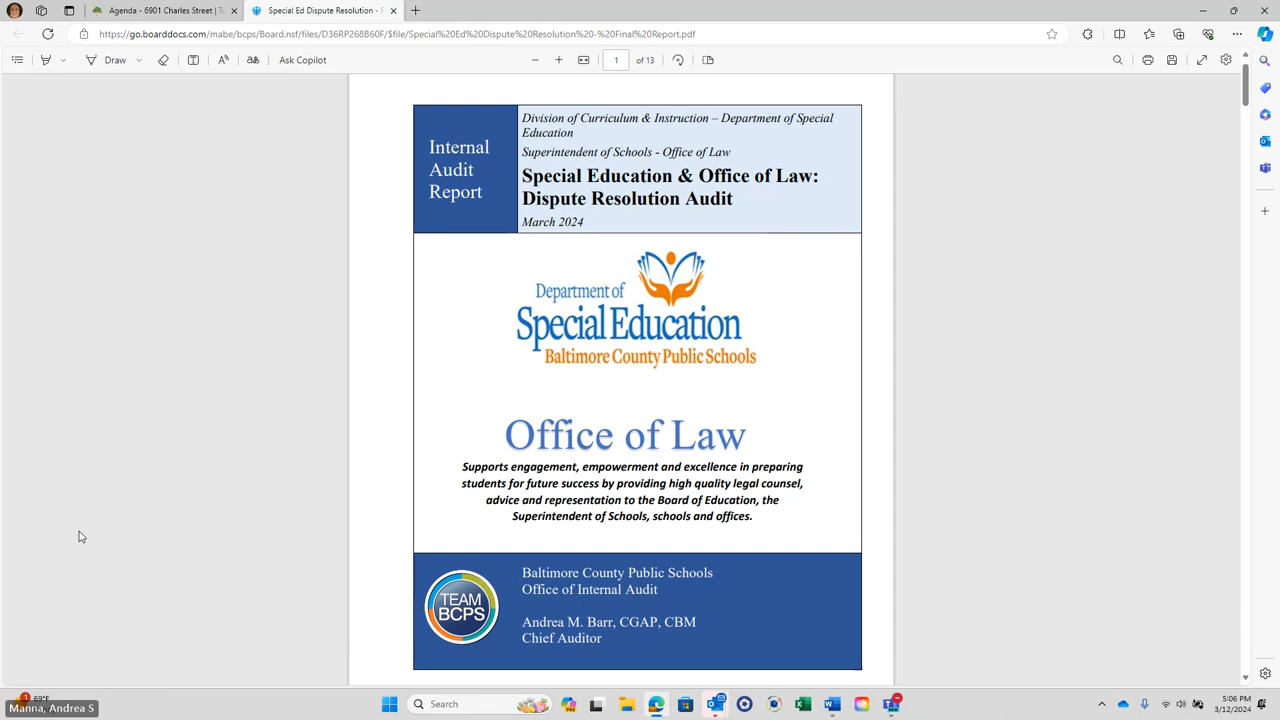 Agenda - 6901 Charles Street | To
Special Ed Dispute Resolution - F
https://go.boarddocs.com/mabe/bcps/Board.nsf/files/D36RP268B60F/$file/Special%20Ed%20Dispute%20Resolution%20-%20Final%20Report.pdf
Draw
Ask Copilot
1 of 13
Internal
Audit
Report
Division of Curriculum & Instruction – Department of Special
Education
Superintendent of Schools - Office of Law
Special Education & Office of Law:
Dispute Resolution Audit
March 2024
Department of
Special Education
Baltimore County Public Schools
Office of Law
Supports engagement, empowerment and excellence in preparing
students for future success by providing high quality legal counsel,
advice and representation to the Board of Education, the
Superintendent of Schools, schools and offices.
TEAM
BCPS
Baltimore County Public Schools
Office of Internal Audit
Andrea M. Barr, CGAP, CBM
Chief Auditor
1
69°F
Manna, Andrea S
Search
5:06 PM
3/12/2024